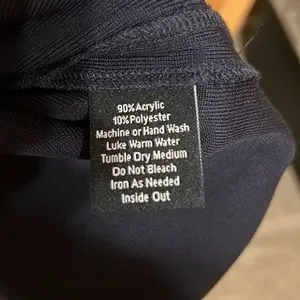 90% Acrylic
10% Polyester
Machine or Hand Wash
Luke Warm Water
Tumble Dry Medium
Do Not Bleach
Iron As Needed
Inside Out